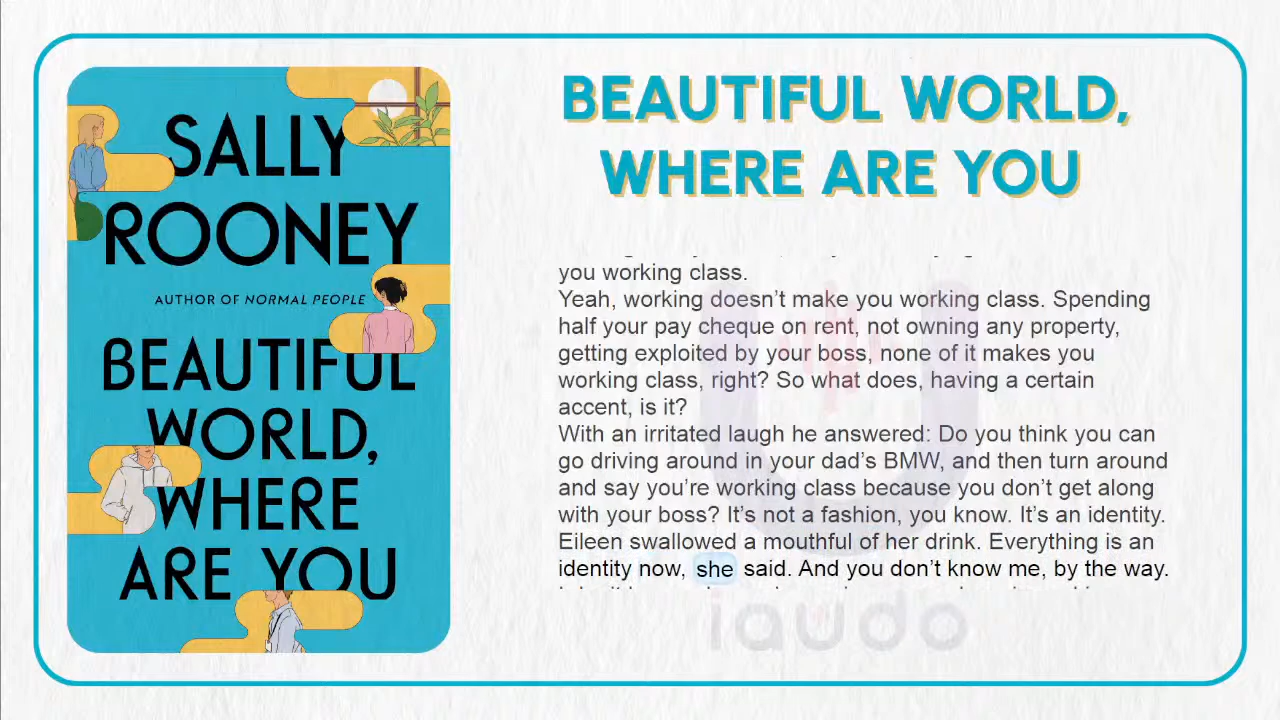 SALLY
ROONEY
AUTHOR OF NORMAL PEOPLE
BEAUTIFUL
WORLD,
WHERE
ARE YOU
BEAUTIFUL WORLD,
WHERE ARE YOU
you working class.
Yeah, working doesn’t make you working class. Spending
half your pay cheque on rent, not owning any property,
getting exploited by your boss, none of it makes you
working class, right? So what does, having a certain
accent, is it?
With an irritated laugh he answered: Do you think you can
go driving around in your dad’s BMW, and then turn around
and say you’re working class because you don’t get along
with your boss? It’s not a fashion, you know. It’s an identity.
Eileen swallowed a mouthful of her drink. Everything is an
identity now, she said. And you don’t know me, by the way.
iaudo